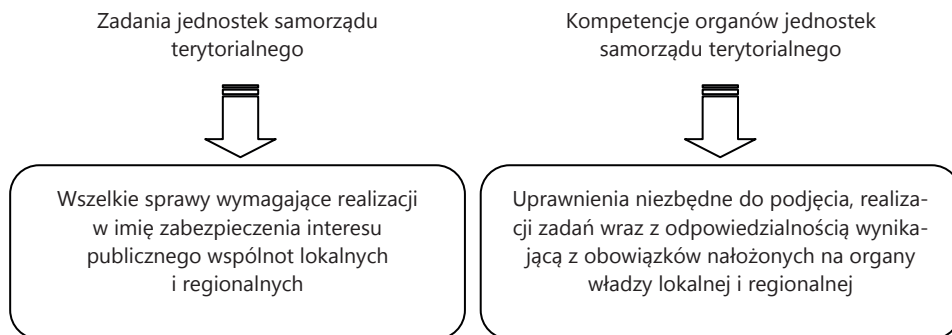 Zadania jednostek samorządu
terytorialnego
Kompetencje organów jednostek
samorządu terytorialnego
Wszelkie sprawy wymagające realizacji
w imię zabezpieczenia interesu
publicznego wspólnot lokalnych
i regionalnych
Uprawnienia niezbędne do podjęcia, realiza-
cji zadań wraz z odpowiedzialnością wynika-
jącą z obowiązków nałożonych na organy
władzy lokalnej i regionalnej